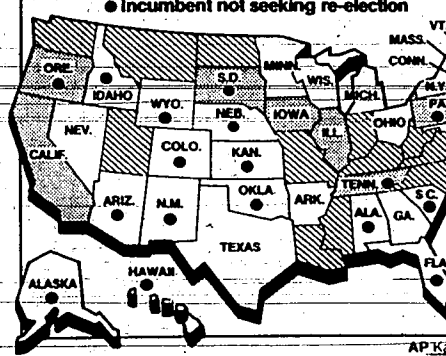 ● Incumbent not seeking re-election
VT.
MASS.
CONN.
ORE.
IDAHO
S.D.
MINN.
WIS.
MICH.
N.Y.
PA.
WYO.
NEB.
IOWA
ILL.
OHIO
NEV.
CALIF.
COLO.
KAN.
TENN.
S.C.
ARIZ.
N.M.
OKLA.
ARK.
ALA.
GA.
TEXAS
FLA
ALASKA
HAWAII
AP